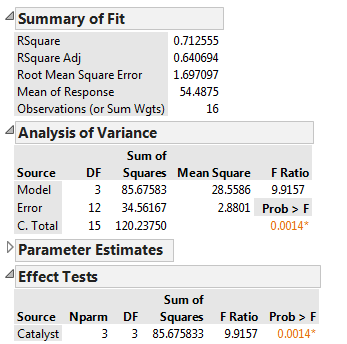 Summary of Fit
RSquare 0.712555
RSquare Adj 0.640694
Root Mean Square Error 1.697097
Mean of Response 54.4875
Observations (or Sum Wgts) 16
Analysis of Variance
Sum of
Source DF Squares Mean Square F Ratio
Model 3 85.67583 28.5586 9.9157
Error 12 34.56167 2.8801 Prob > F
C. Total 15 120.23750 0.0014*
Parameter Estimates
Effect Tests
Sum of
Source Nparm DF Squares F Ratio Prob > F
Catalyst 3 3 85.675833 9.9157 0.0014*